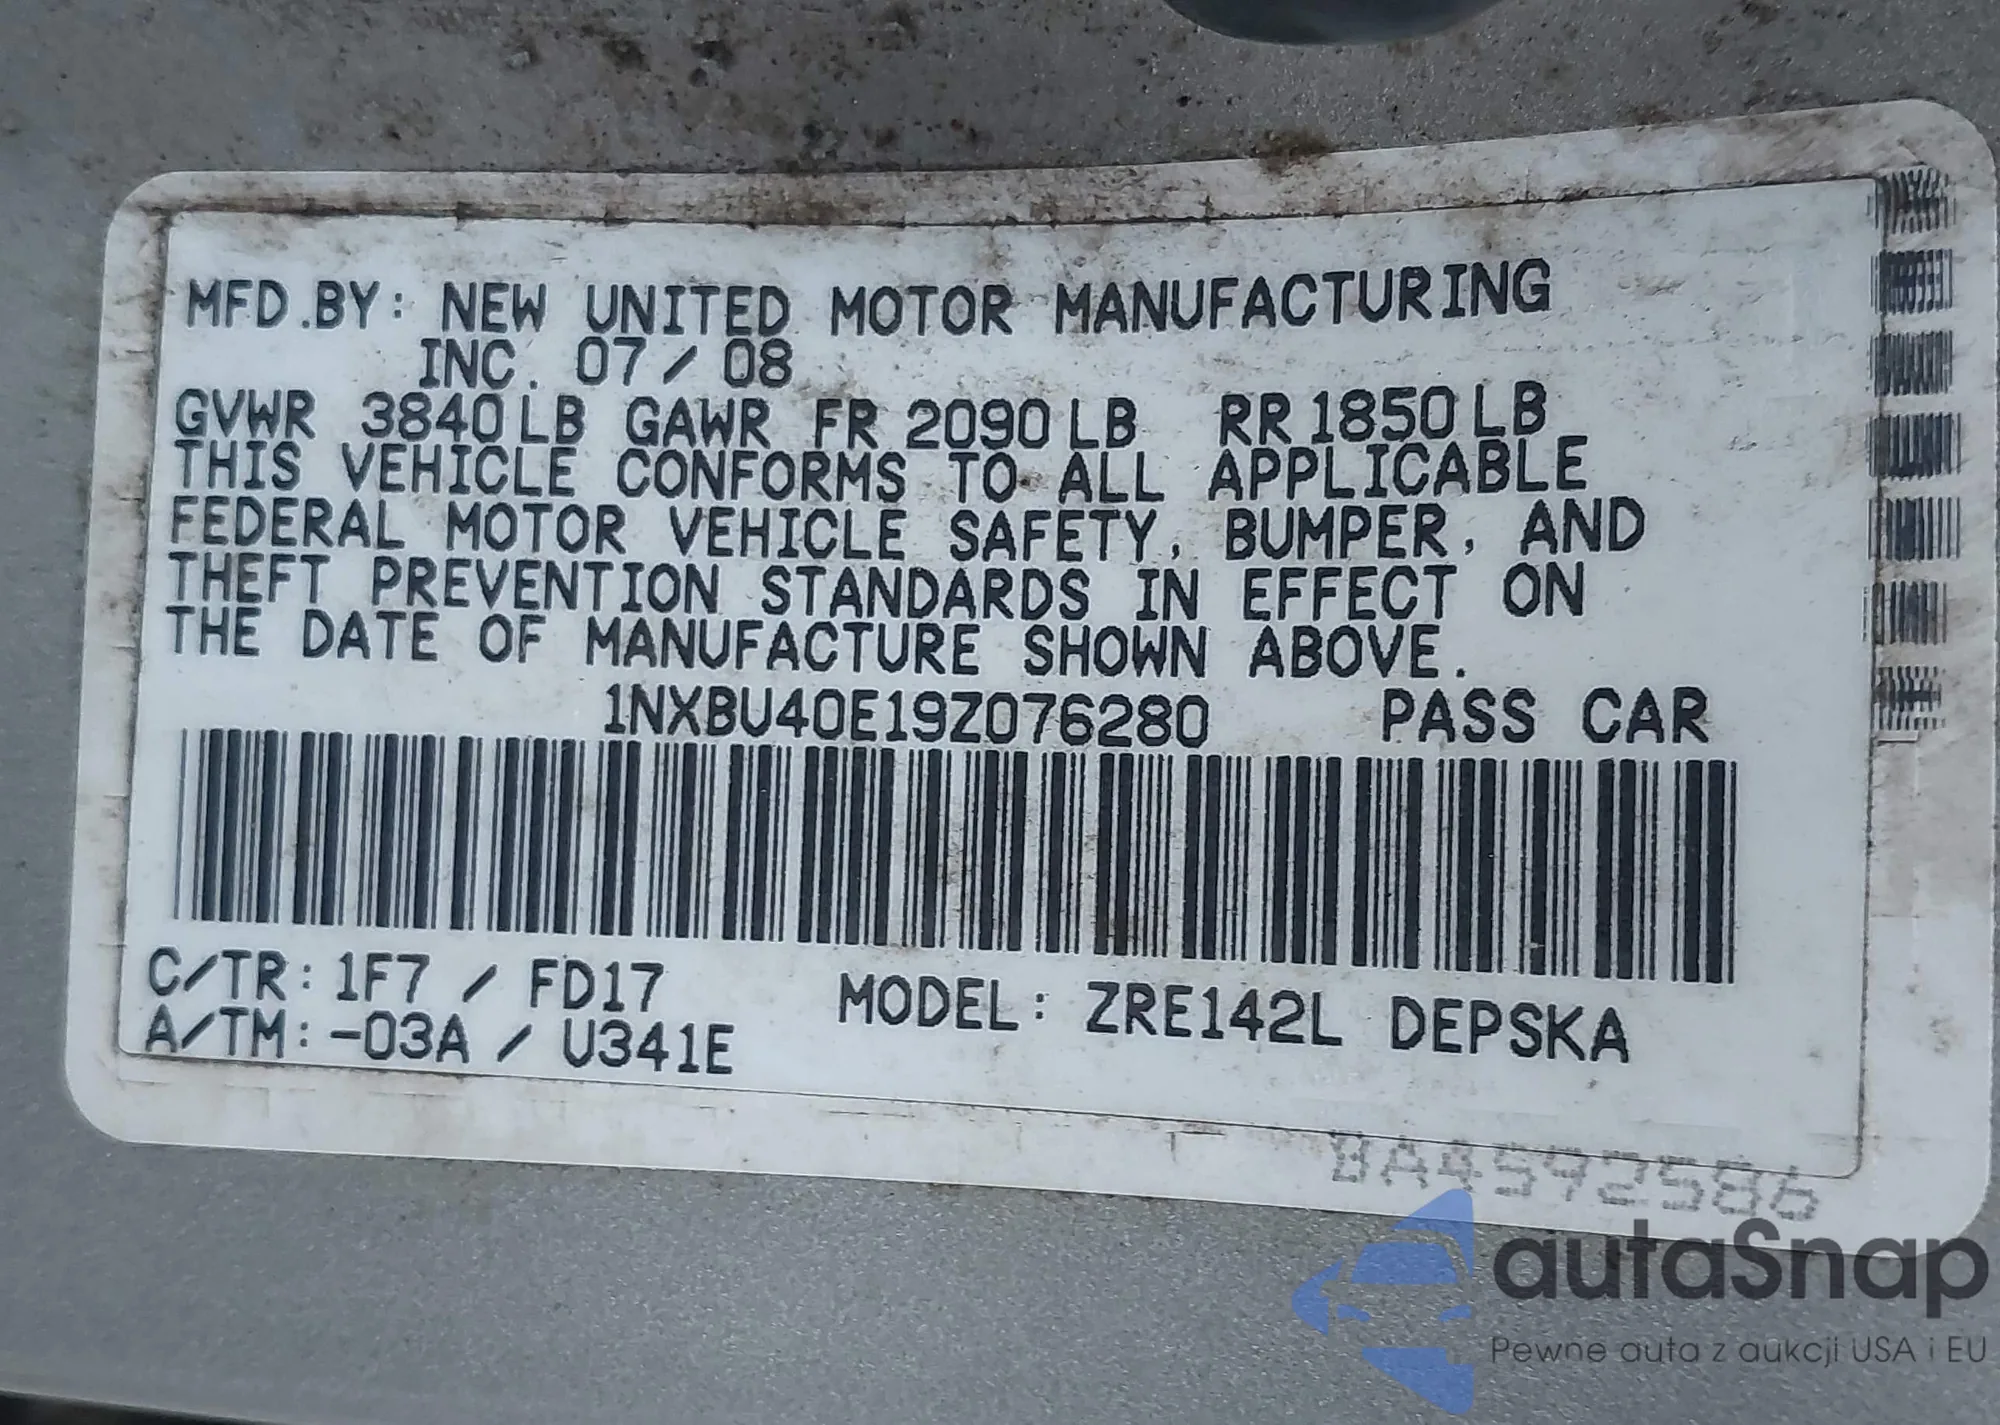 MFD.BY: NEW UNITED MOTOR MANUFACTURING
INC. 07/08
GVWR 3840LB GAWR FR 2090LB RR1850LB
THIS VEHICLE CONFORMS TO ALL APPLICABLE
FEDERAL MOTOR VEHICLE SAFETY, BUMPER, AND
THEFT PREVENTION STANDARDS IN EFFECT ON
THE DATE OF MANUFACTURE SHOWN ABOVE.
1NXBU40E19Z076280 PASS CAR
C/TR: 1F7 / FD17
A/TM: -03A / U341E
MODEL: ZRE142L DEPSKA
BA4592586
autaSnap
Pewne auta z aukcji USA i EU